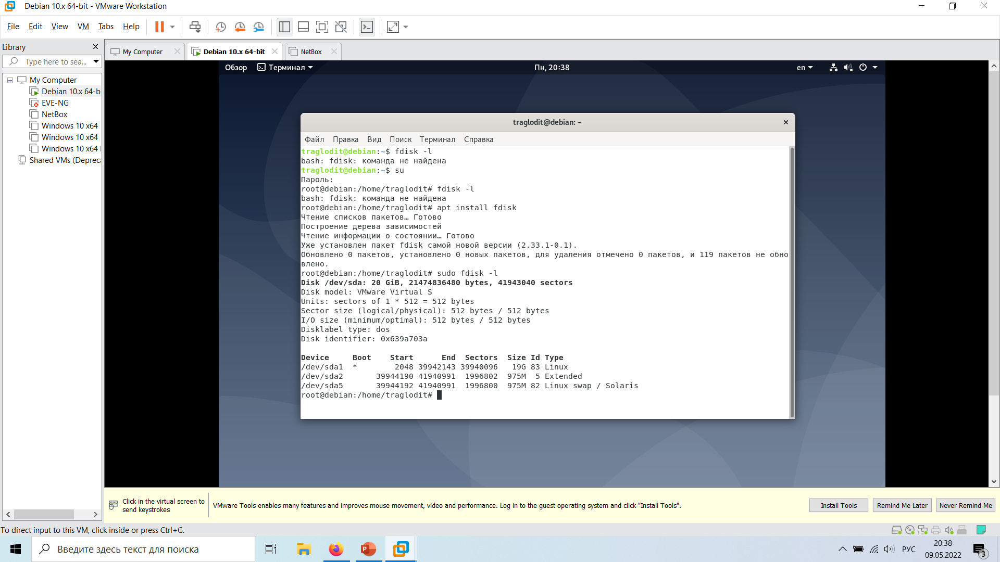 Debian 10.x 64-bit - VMware Workstation
File Edit View VM Tabs Help
Library
Type here to sea...
My Computer
Debian 10.x 64-b
EVE-NG
NetBox
Windows 10 x64
Windows 10 x64
Windows 10 x64
Shared VMs (Depreca
My Computer
Debian 10.x 64-bit
NetBox
Обзор Терминал Пн, 20:38 en
traglodit@debian: ~
Файл Правка Вид Поиск Терминал Справка
traglodit@debian:~$ fdisk -l
bash: fdisk: команда не найдена
traglodit@debian:~$ su
Пароль:
root@debian:/home/traglodit# fdisk -l
bash: fdisk: команда не найдена
root@debian:/home/traglodit# apt install fdisk
Чтение списков пакетов… Готово
Построение дерева зависимостей
Чтение информации о состоянии… Готово
Уже установлен пакет fdisk самой новой версии (2.33.1-0.1).
Обновлено 0 пакетов, установлено 0 новых пакетов, для удаления отмечено 0 пакетов, и 119 пакетов не обно
влено.
root@debian:/home/traglodit# sudo fdisk -l
Disk /dev/sda: 20 GiB, 21474836480 bytes, 41943040 sectors
Disk model: VMware Virtual S
Units: sectors of 1 * 512 = 512 bytes
Sector size (logical/physical): 512 bytes / 512 bytes
I/O size (minimum/optimal): 512 bytes / 512 bytes
Disklabel type: dos
Disk identifier: 0x639a703a
Device Boot Start End Sectors Size Id Type
/dev/sda1 * 2048 39942143 39940096 19G 83 Linux
/dev/sda2 39944190 41940991 1996802 975M 5 Extended
/dev/sda5 39944192 41940991 1996800 975M 82 Linux swap / Solaris
root@debian:/home/traglodit#
Click in the virtual screen to
send keystrokes
VMware Tools enables many features and improves mouse movement, video and performance. Log in to the guest operating system and click "Install Tools".
Install Tools
Remind Me Later
Never Remind Me
To direct input to this VM, click inside or press Ctrl+G.
Введите здесь текст для поиска
РУС
20:38
09.05.2022
3